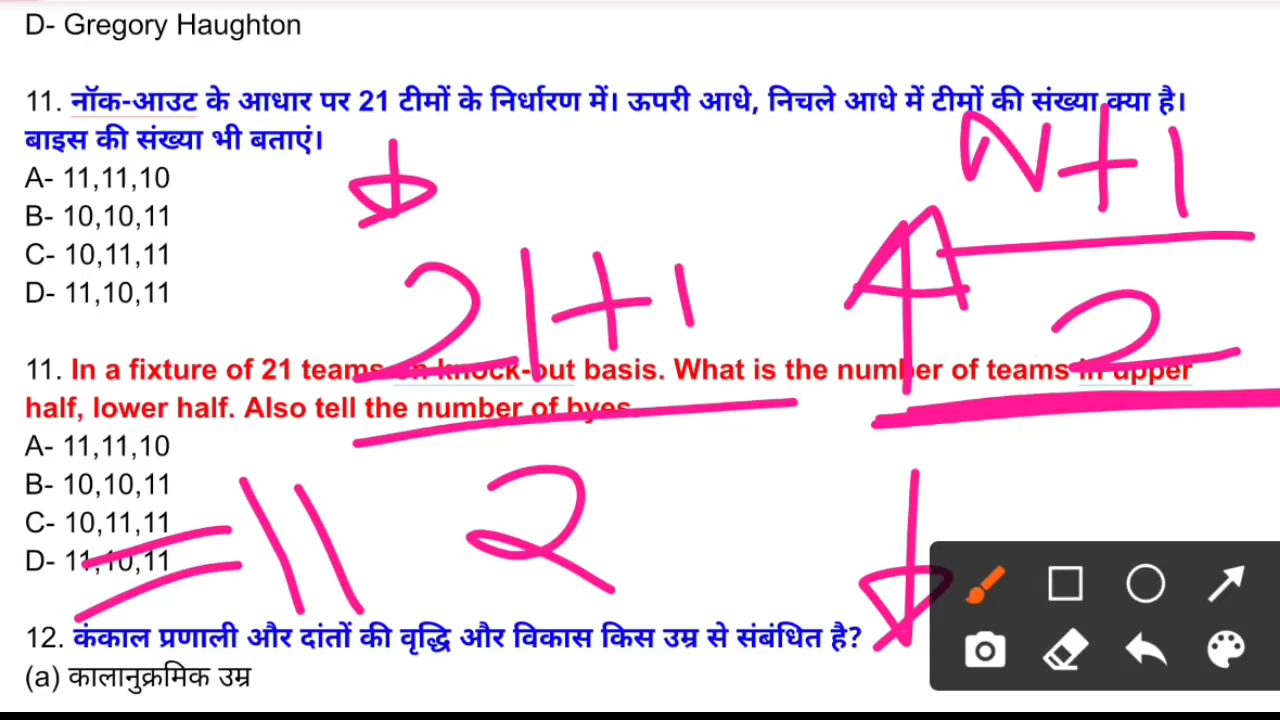 D- Gregory Haughton
11. नॉक-आउट के आधार पर 21 टीमों के निर्धारण में। ऊपरी आधे, निचले आधे में टीमों की संख्या क्या है।
बाइस की संख्या भी बताएं।
A- 11,11,10
B- 10,10,11
C- 10,11,11
D- 11,10,11
N+1
2
21+1
2
=11
11. In a fixture of 21 teams on knock-out basis. What is the number of teams in upper
half, lower half. Also tell the number of byes.
A- 11,11,10
B- 10,10,11
C- 10,11,11
D- 11,10,11
12. कंकाल प्रणाली और दांतों की वृद्धि और विकास किस उम्र से संबंधित है?
(a) कालानुक्रमिक उम्र